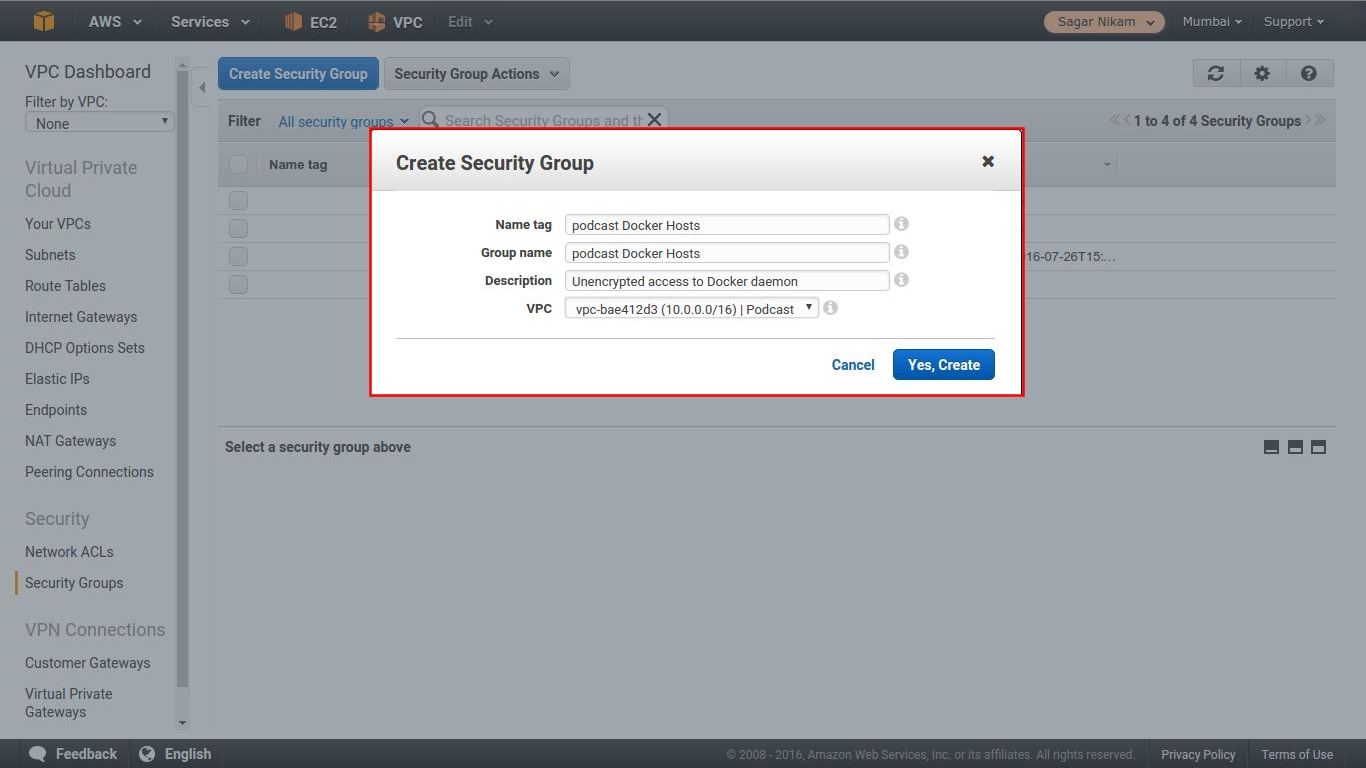 AWS Services EC2 VPC Edit Sagar Nikam Mumbai Support
VPC Dashboard
Filter by VPC:
None
Virtual Private
Cloud
Your VPCs
Subnets
Route Tables
Internet Gateways
DHCP Options Sets
Elastic IPs
Endpoints
NAT Gateways
Peering Connections
Security
Network ACLs
Security Groups
VPN Connections
Customer Gateways
Virtual Private
Gateways
Create Security Group Security Group Actions
Filter All security groups Search Security Groups and th 1 to 4 of 4 Security Groups
Name tag
16-07-26T15:...
Create Security Group
Name tag podcast Docker Hosts
Group name podcast Docker Hosts
Description Unencrypted access to Docker daemon
VPC vpc-bae412d3 (10.0.0.0/16) | Podcast
Cancel Yes, Create
Select a security group above
Feedback English © 2008 - 2016, Amazon Web Services, Inc. or its affiliates. All rights reserved. Privacy Policy Terms of Use